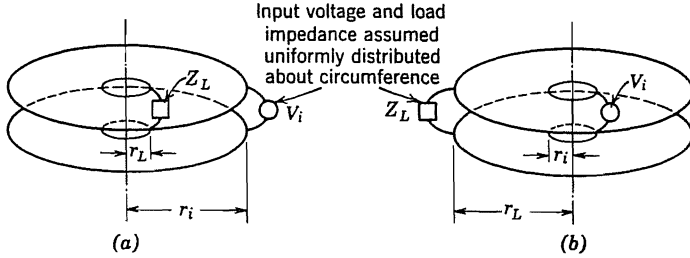 Input voltage and load
impedance assumed
uniformly distributed
about circumference
Z_L
V_i
r_L
r_i
(a)
Z_L
V_i
r_i
r_L
(b)